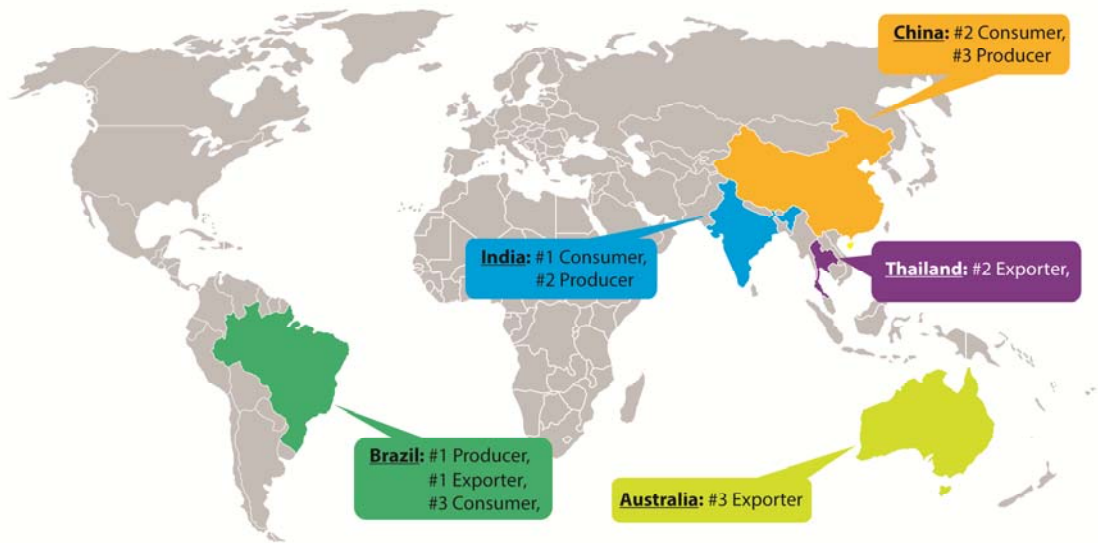 China: #2 Consumer,
#3 Producer
India: #1 Consumer,
#2 Producer
Thailand: #2 Exporter,
Brazil: #1 Producer,
#1 Exporter,
#3 Consumer,
Australia: #3 Exporter